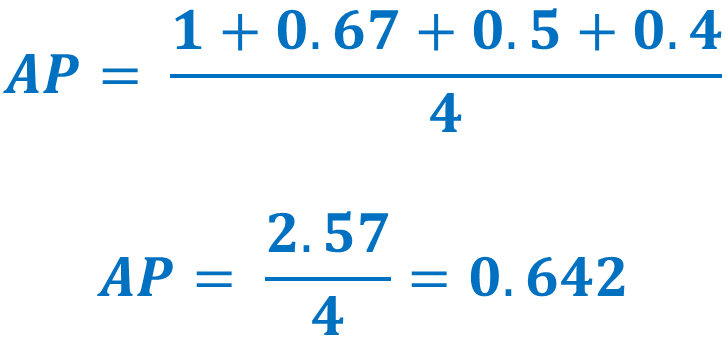 AP = (1 + 0.67 + 0.5 + 0.4) / 4
AP = 2.57 / 4 = 0.642